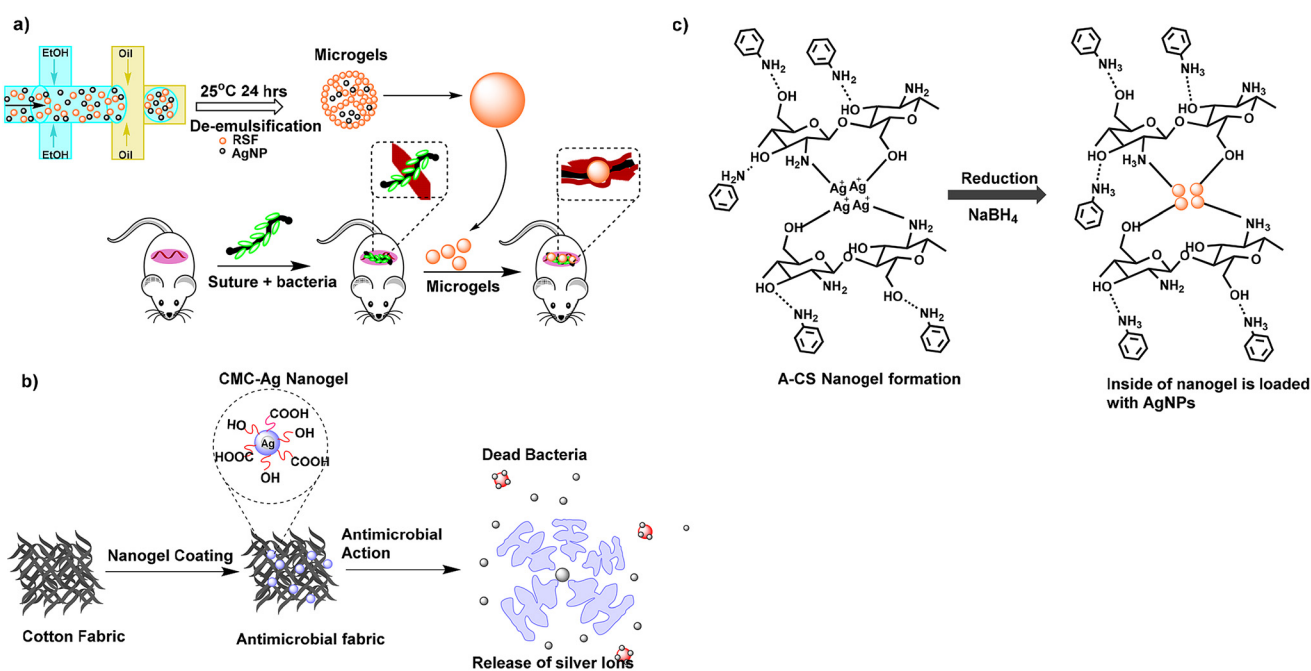 a)
EtOH
Oil
25°C 24 hrs
De-emulsification
RSF
AgNP
EtOH
Oil
Microgels
Suture + bacteria
Microgels
b)
CMC-Ag Nanogel
COOH
HO
OH
Ag
HOOC
COOH
OH
Nanogel Coating
Antimicrobial
Action
Cotton Fabric
Antimicrobial fabric
Dead Bacteria
Release of silver Ions
c)
NH2
NH2
OH
HO
NH2
O
O
O
HO
H2N
OH
H2N
Ag+ Ag+
Ag+ Ag+
OH
NH2
HO
O
O
O
HO
NH2
OH
NH2
NH2
A-CS Nanogel formation
Reduction
NaBH4
NH3
NH3
OH
HO
NH3
O
O
O
HO
H3N
OH
NH3
OH
NH3
HO
O
O
O
HO
NH2
OH
NH3
NH3
Inside of nanogel is loaded
with AgNPs